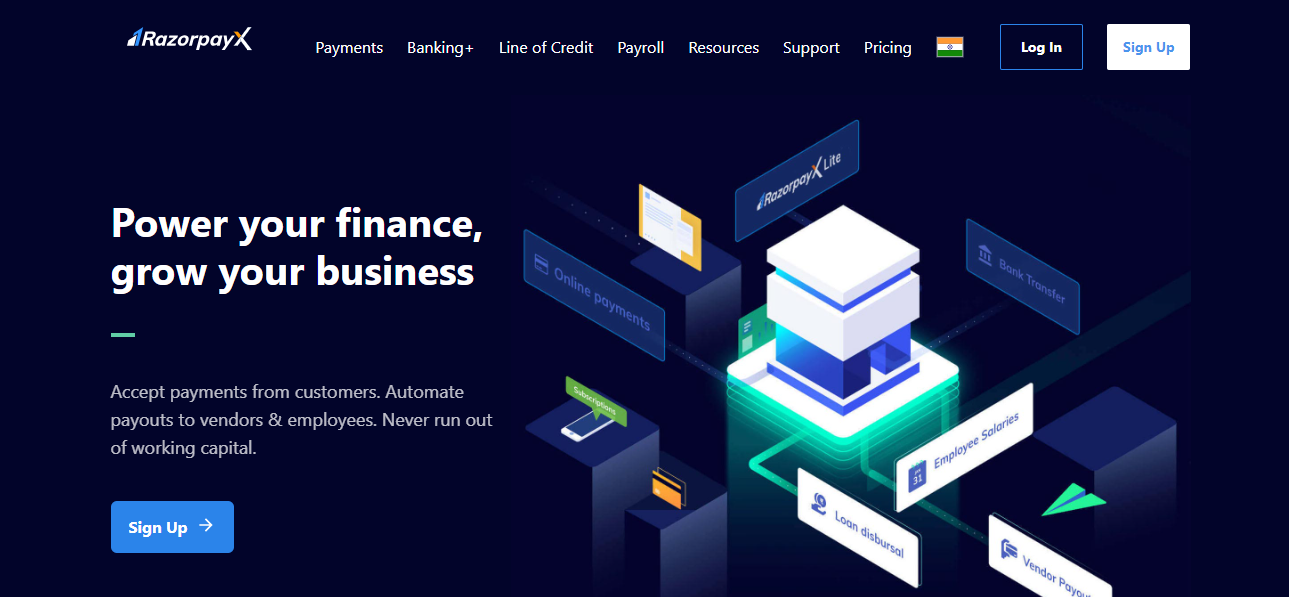 RazorpayX
Payments
Banking+
Line of Credit
Payroll
Resources
Support
Pricing
Log In
Sign Up
Power your finance,
grow your business
Accept payments from customers. Automate
payouts to vendors & employees. Never run out
of working capital.
Sign Up
RazorpayX Lite
Online payments
Bank Transfer
Subscriptions
Employee Salaries
31
Loan disbursal
Vendor Payou